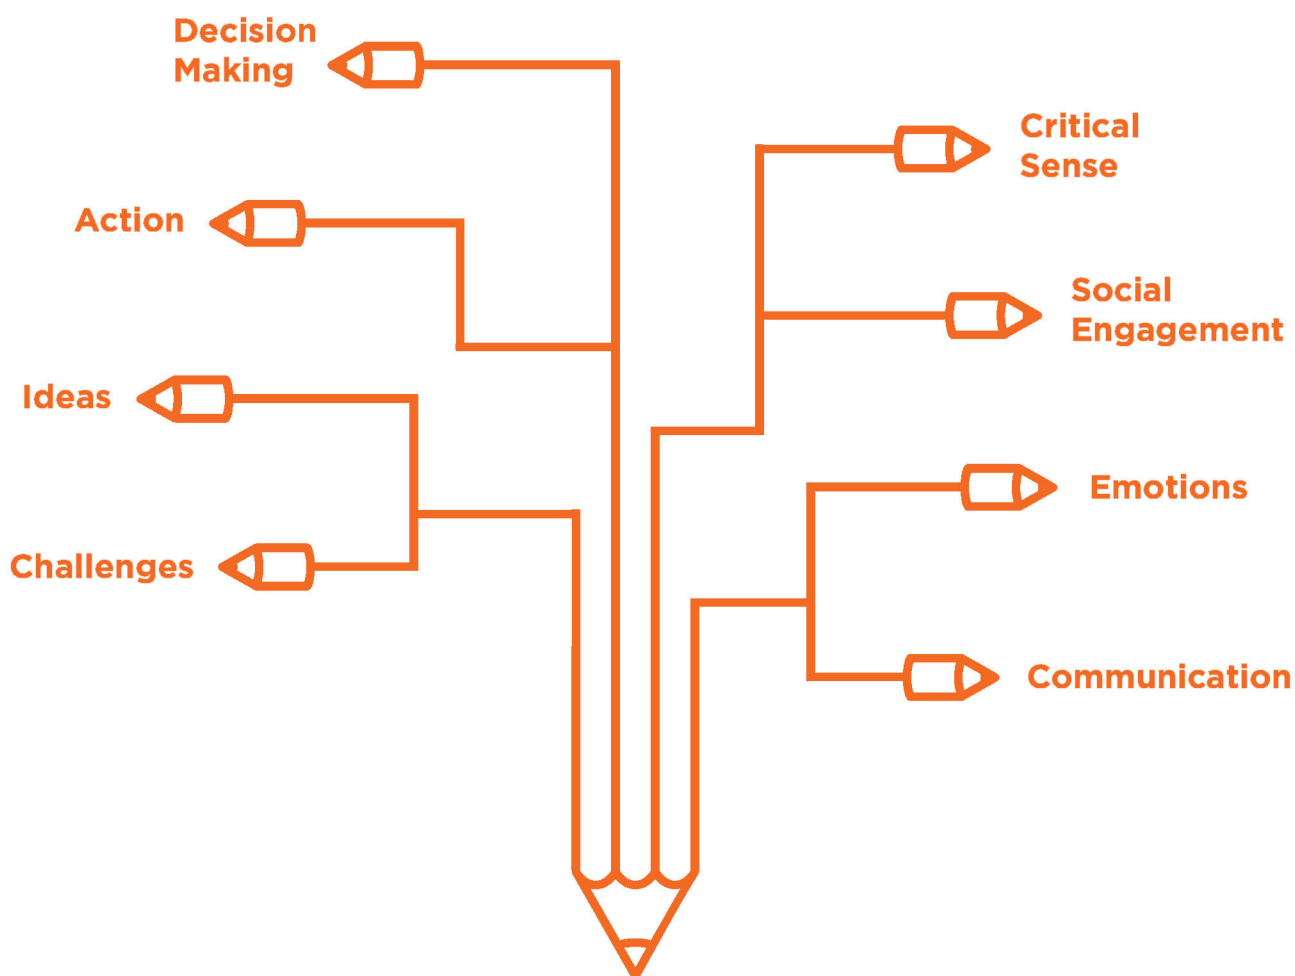 Decision
Making
Action
Ideas
Challenges
Critical
Sense
Social
Engagement
Emotions
Communication